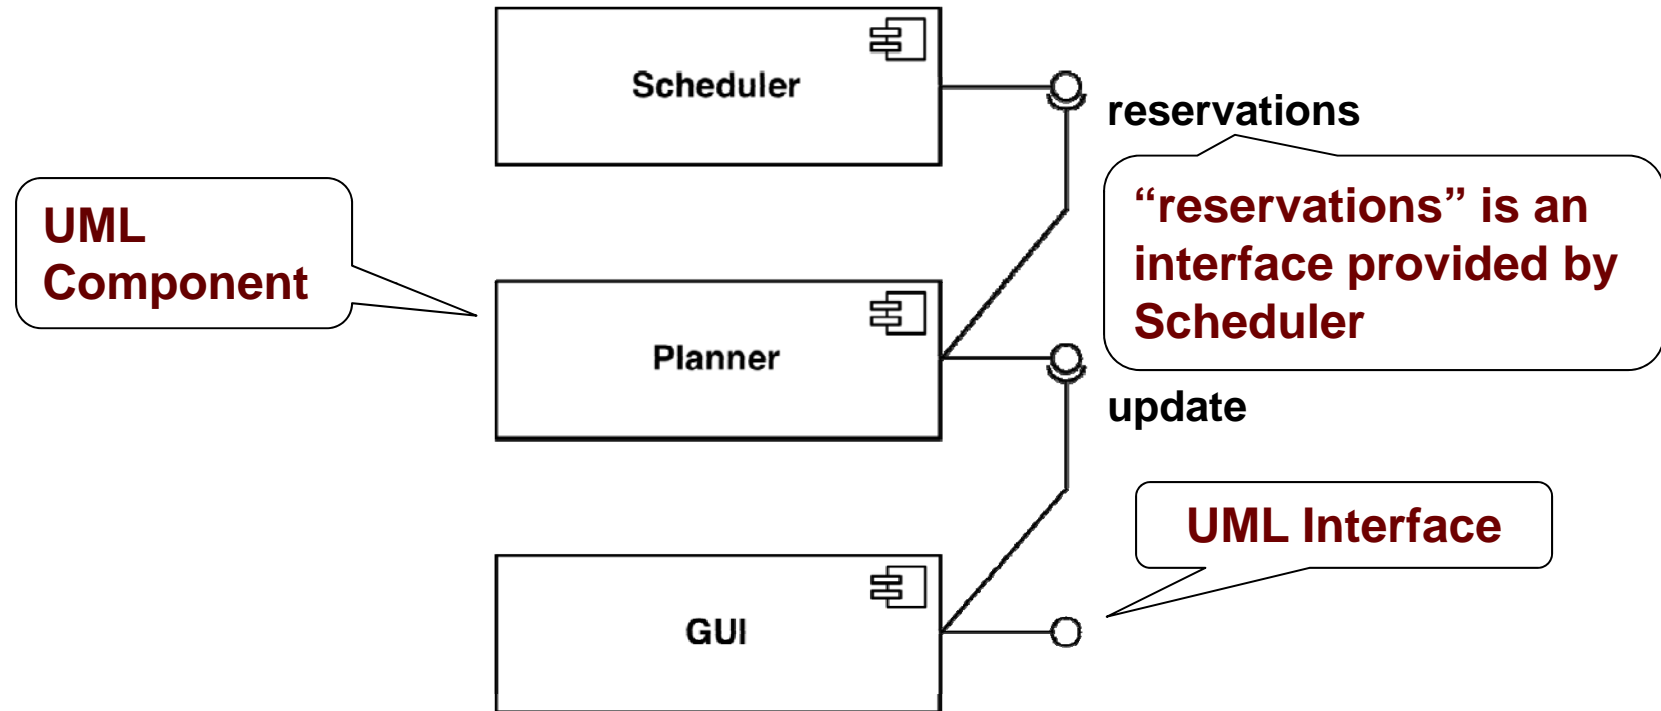 Scheduler
reservations
“reservations” is an
interface provided by
Scheduler
UML
Component
Planner
update
UML Interface
GUI